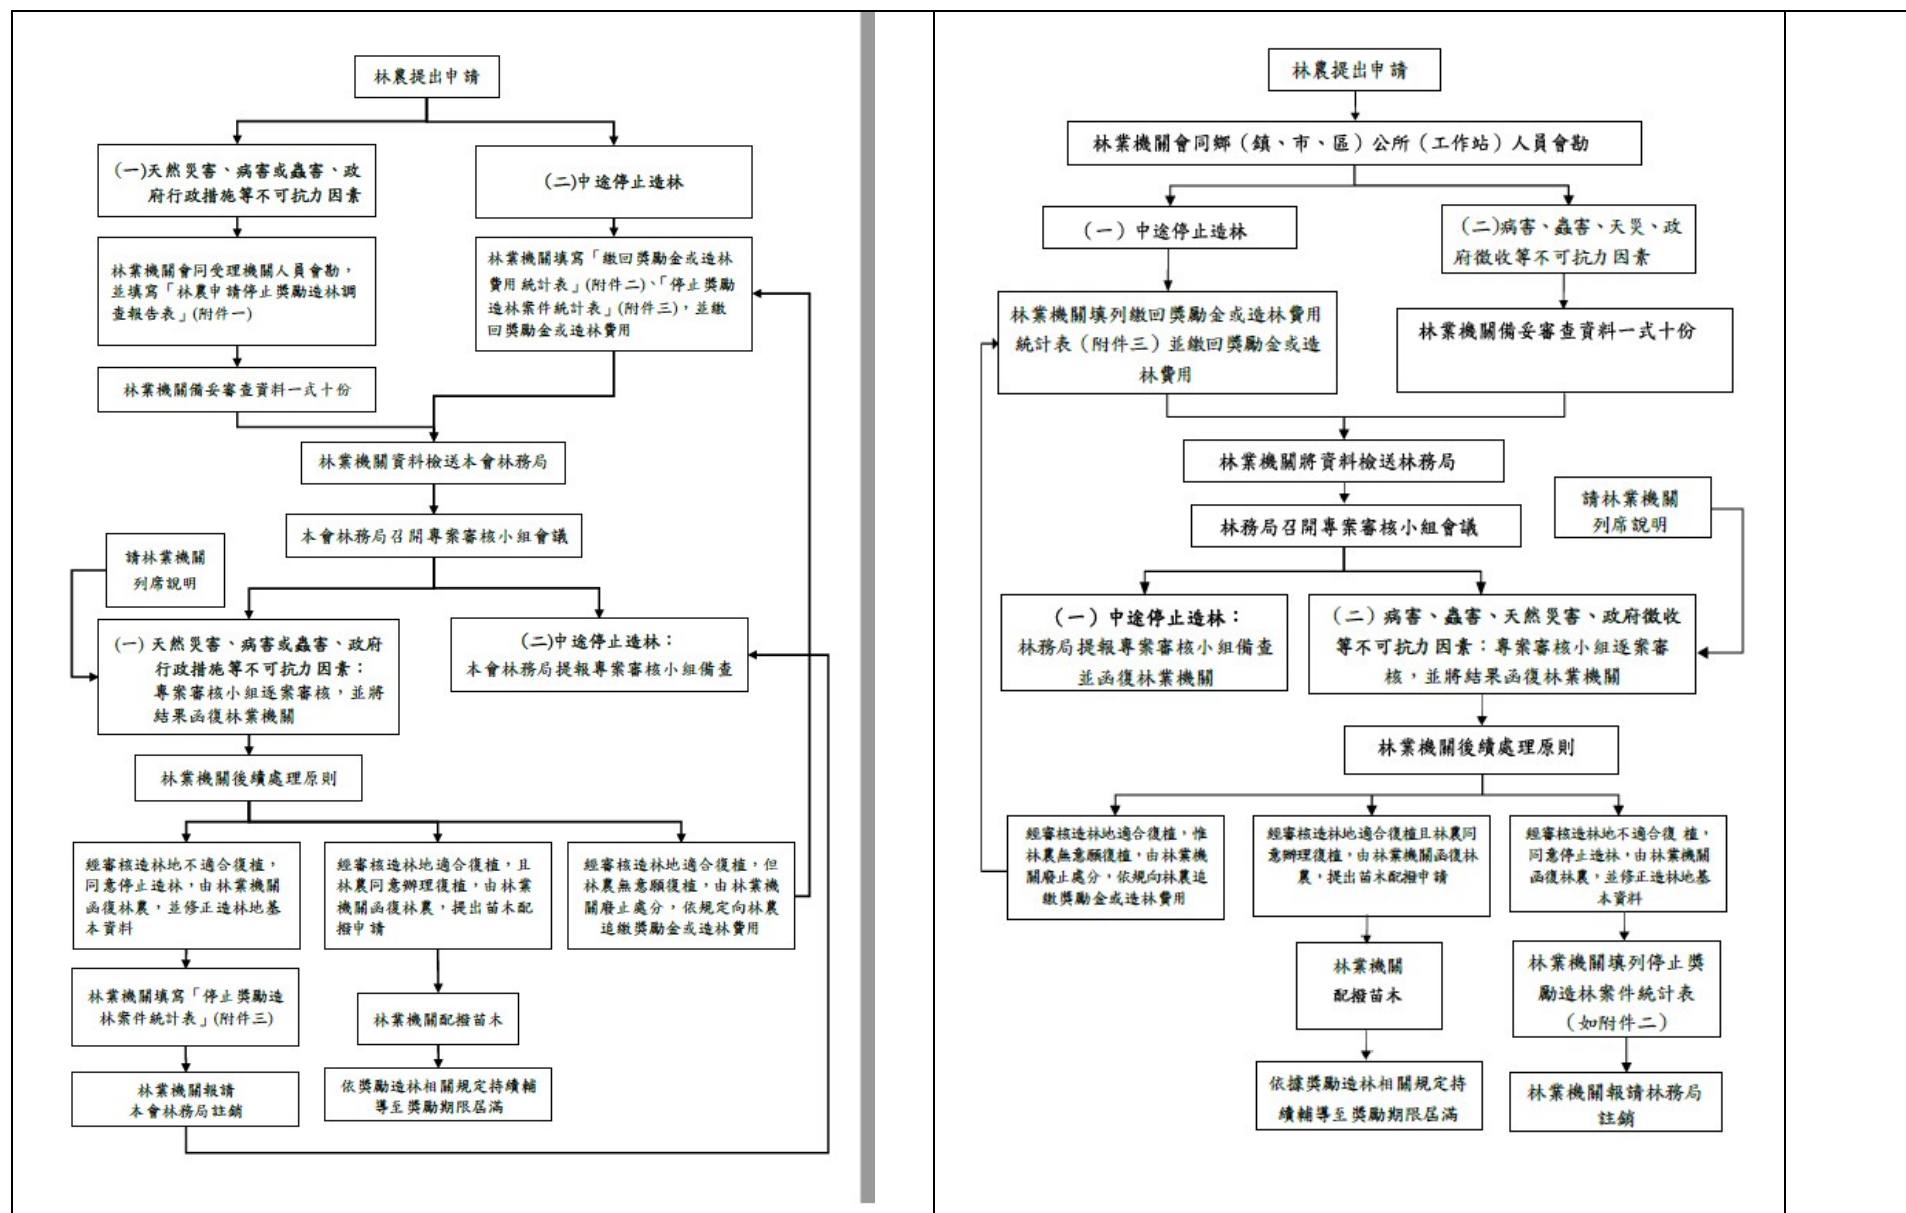 林農提出申請
(一)天然災害、病害或蟲害、政
府行政措施等不可抗力因素
(二)中途停止造林
林業機關會同受理機關人員會勘，
並填寫「林農申請停止獎勵造林調
查報告表」(附件一)
林業機關填寫「繳回獎勵金或造林
費用統計表」(附件二)、「停止獎勵
造林案件統計表」(附件三)，並繳
回獎勵金或造林費用
林業機關備妥審查資料一式十份
林業機關資料檢送本會林務局
本會林務局召開專案審核小組會議
請林業機關
列席說明
(一) 天然災害、病害或蟲害、政府
行政措施等不可抗力因素：
專案審核小組逐案審核，並將
結果函復林業機關
(二)中途停止造林：
本會林務局提報專案審核小組備查
林業機關後續處理原則
經審核造林地不適合復植，
同意停止造林，由林業機關
函復林農，並修正造林地基
本資料
經審核造林地適合復植，且
林農同意辦理復植，由林業
機關函復林農，提出苗木配
撥申請
經審核造林地適合復植，但
林農無意願復植，由林業機
關廢止處分，依規定向林農
追繳獎勵金或造林費用
林業機關填寫「停止獎勵造
林案件統計表」(附件三)
林業機關配撥苗木
林業機關報請
本會林務局註銷
依獎勵造林相關規定持續輔
導至獎勵期限屆滿
林農提出申請
林業機關會同鄉（鎮、市、區）公所（工作站）人員會勘
（一）中途停止造林
（二)病害、蟲害、天災、政
府徵收等不可抗力因素
林業機關填列繳回獎勵金或造林費用
統計表（附件三）並繳回獎勵金或造
林費用
林業機關備妥審查資料一式十份
林業機關將資料檢送林務局
林務局召開專案審核小組會議
請林業機關
列席說明
（一）中途停止造林：
林務局提報專案審核小組備查
並函復林業機關
（二）病害、蟲害、天然災害、政府徵收
等不可抗力因素：專案審核小組逐案審
核，並將結果函復林業機關
林業機關後續處理原則
經審核造林地適合復植，惟
林農無意願復植，由林業機
關廢止處分，依規向林農追
繳獎勵金或造林費用
經審核造林地適合復植且林農同
意辦理復植，由林業機關函復林
農，提出苗木配撥申請
經審核造林地不適合復 植，
同意停止造林，由林業機關
函復林農，並修正造林地基
本資料
林業機關
配撥苗木
林業機關填列停止獎
勵造林案件統計表
（如附件二）
依據獎勵造林相關規定持
續輔導至獎勵期限屆滿
林業機關報請林務局
註銷